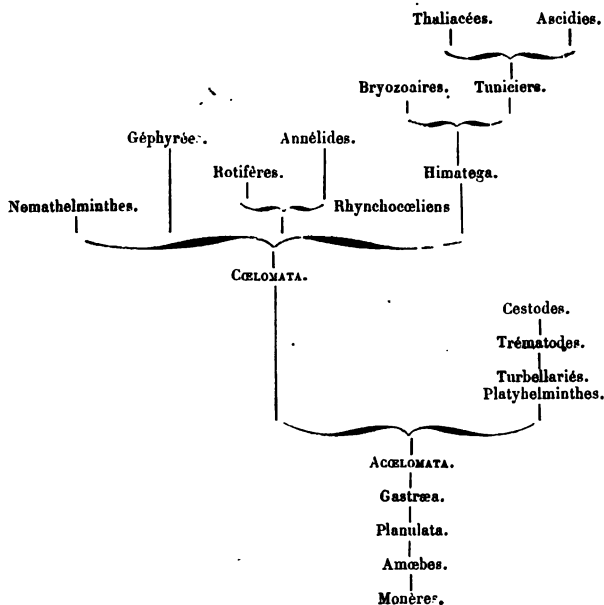 Thaliacées. Ascidies.
Bryozoaires. Tuniciers.
Géphyrées. Annélides.
Rotifères. Himatega.
Nemathelminthes. Rhynchocœliens
CŒLOMATA.
Cestodes.
Trématodes.
Turbellariés.
Platyhelminthes.
ACŒLOMATA.
Gastræa.
Planulata.
Amœbes.
Monères.